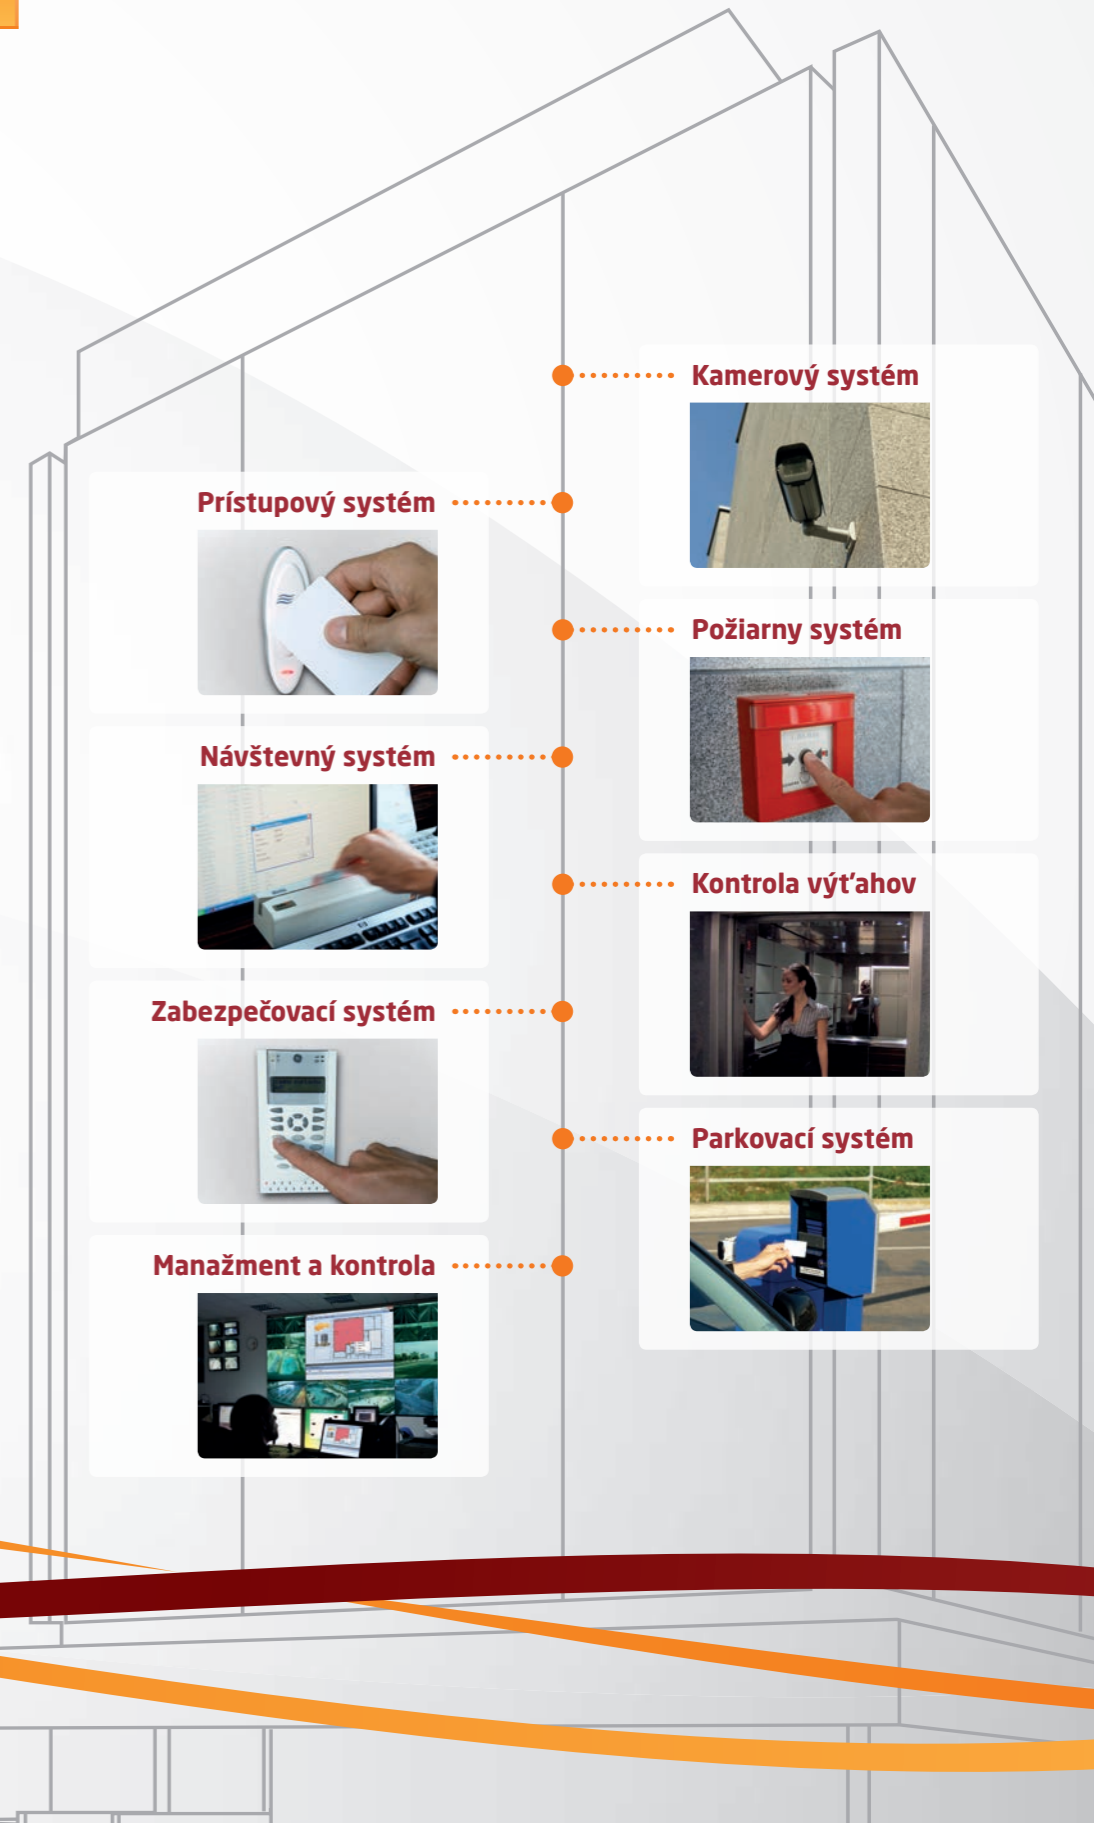 Kamerový systém
Prístupový systém
Požiarny systém
Návštevný systém
Kontrola výťahov
Zabezpečovací systém
Parkovací systém
Manažment a kontrola